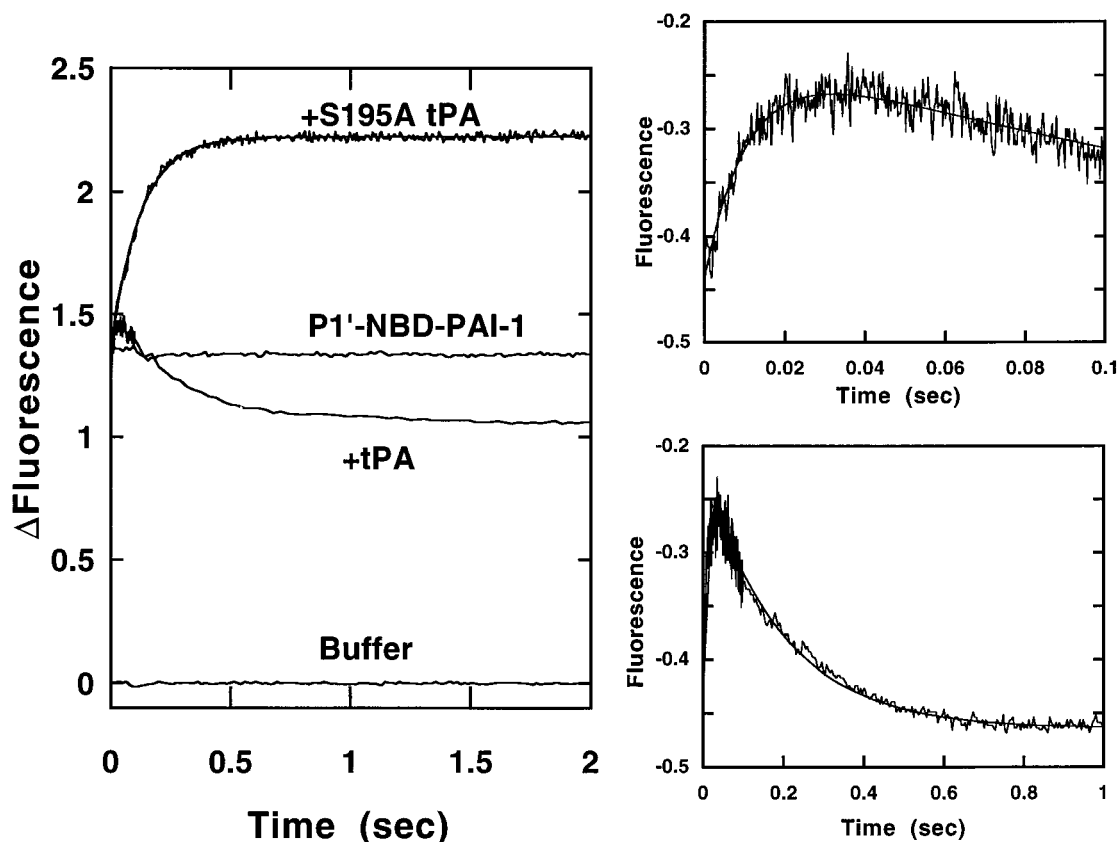 2.5
2
1.5
1
0.5
0
ΔFluorescence
+S195A tPA
P1'-NBD-PAI-1
+tPA
Buffer
0 0.5 1 1.5 2
Time (sec)
-0.2
-0.3
-0.4
-0.5
Fluorescence
0 0.02 0.04 0.06 0.08 0.1
Time (sec)
-0.2
-0.3
-0.4
-0.5
Fluorescence
0 0.2 0.4 0.6 0.8 1
Time (sec)